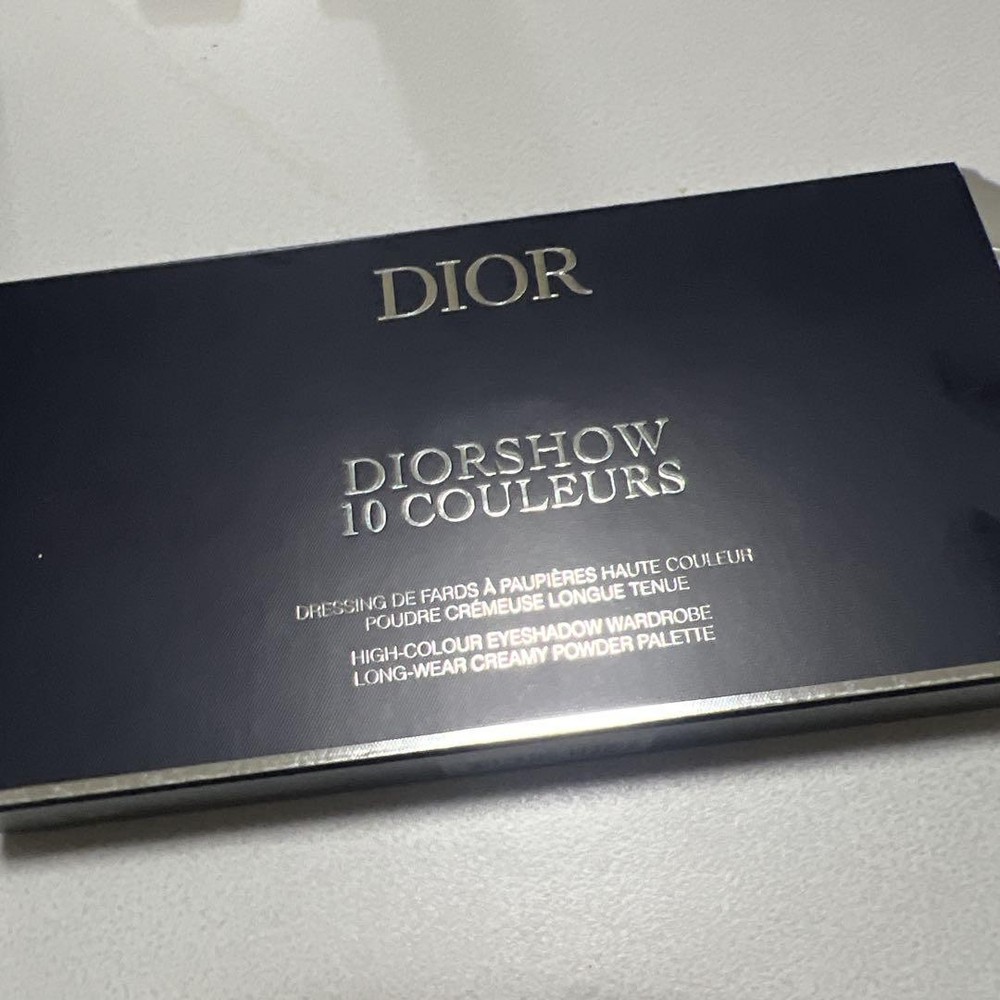 DIOR
DIORSHOW
10 COULEURS
DRESSING DE FARDS À PAUPIÈRES HAUTE COULEUR
POUDRE CRÉMEUSE LONGUE TENUE
HIGH-COLOUR EYESHADOW WARDROBE
LONG-WEAR CREAMY POWDER PALETTE